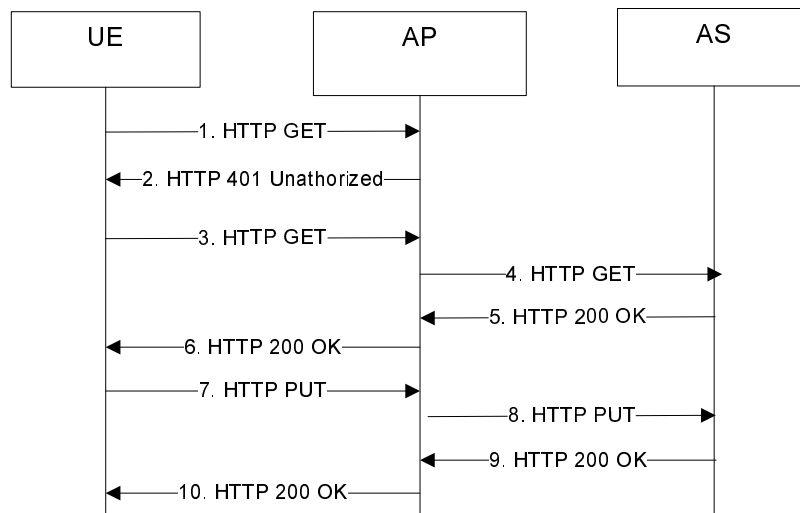 UE
AP
AS
1. HTTP GET
2. HTTP 401 Unathorized
3. HTTP GET
4. HTTP GET
5. HTTP 200 OK
6. HTTP 200 OK
7. HTTP PUT
8. HTTP PUT
9. HTTP 200 OK
10. HTTP 200 OK